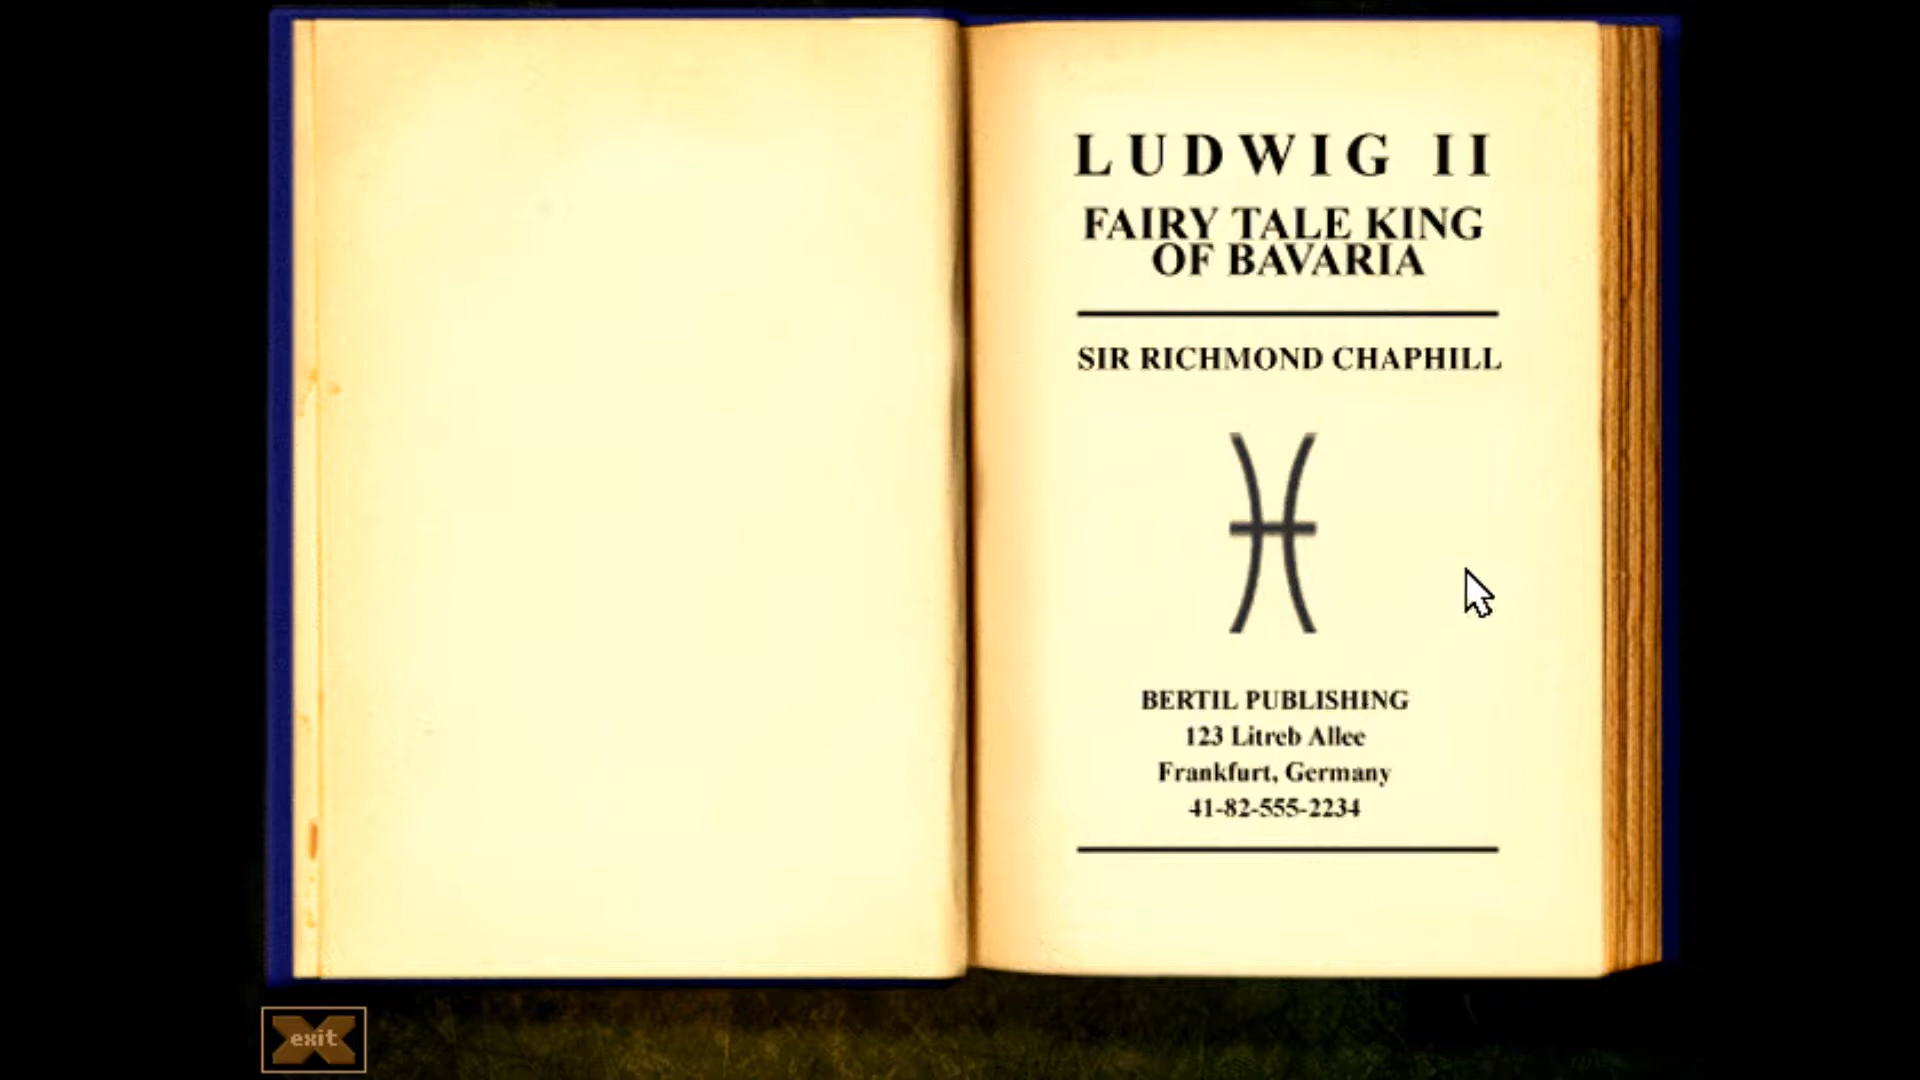 LUDWIG II
FAIRY TALE KING
OF BAVARIA
SIR RICHMOND CHAPHILL
BERTIL PUBLISHING
123 Litreb Allee
Frankfurt, Germany
41-82-555-2234
exit